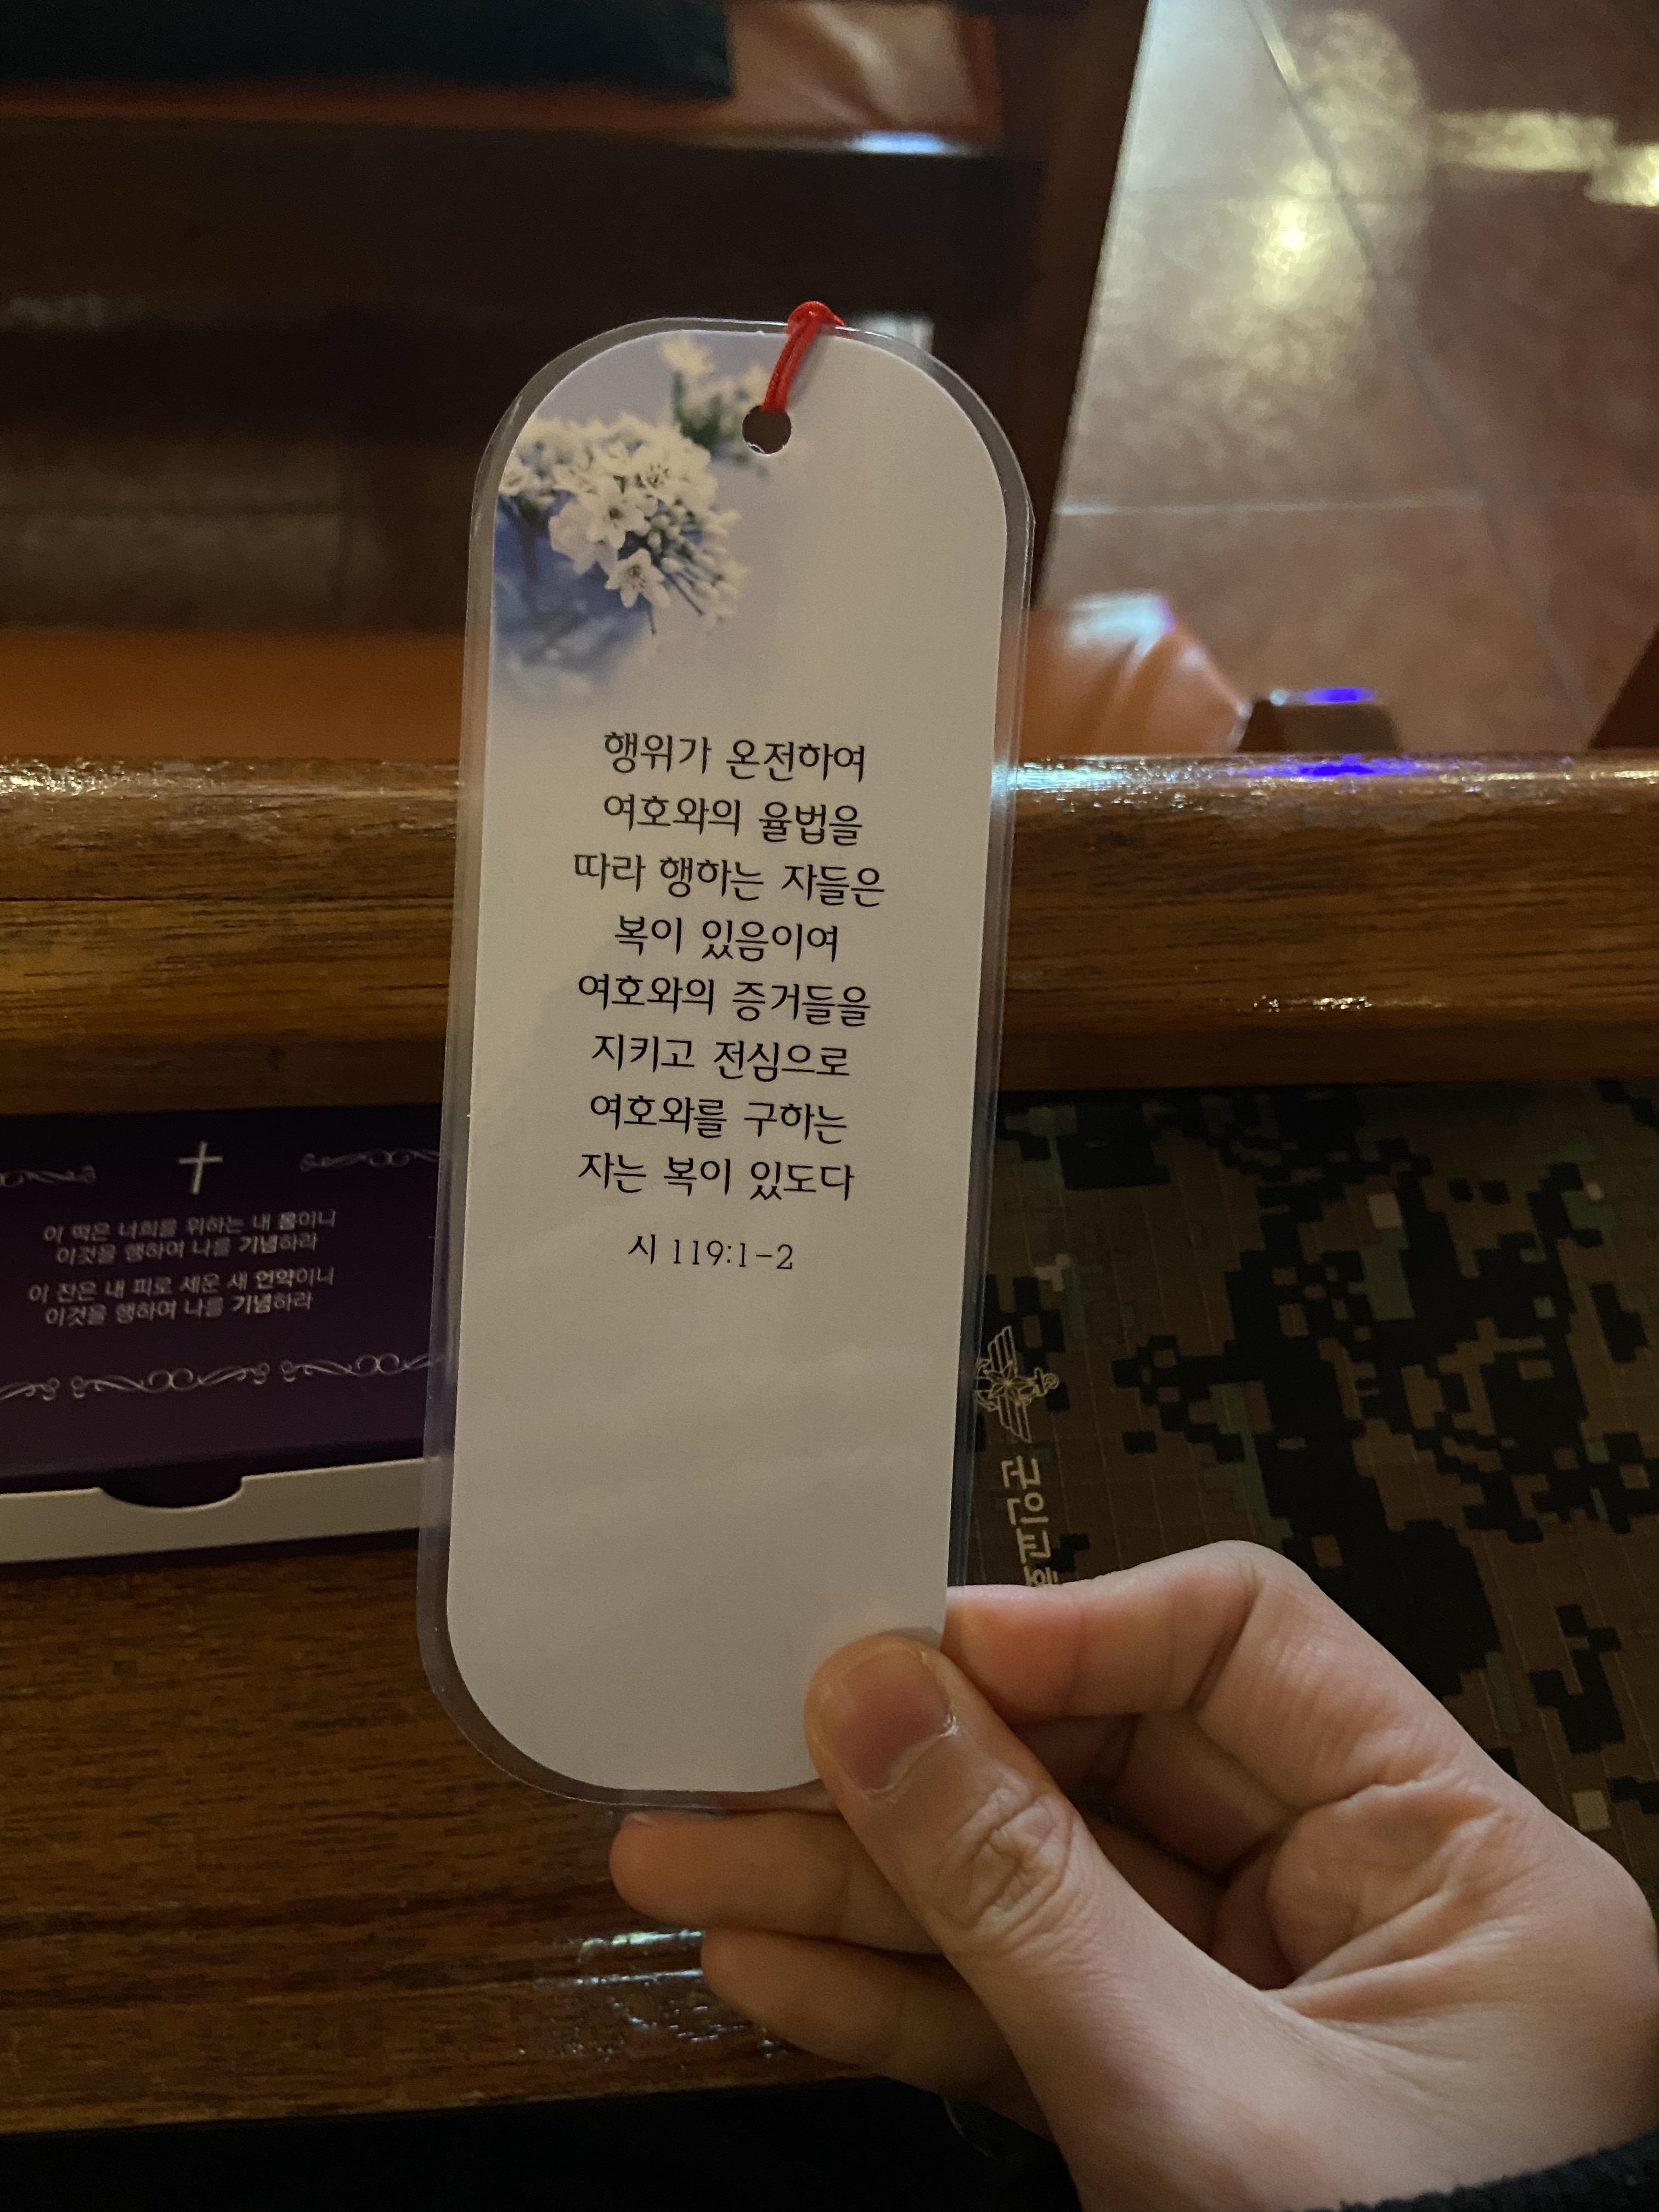 행위가 온전하여
여호와의 율법을
따라 행하는 자들은
복이 있음이여
여호와의 증거들을
지키고 전심으로
여호와를 구하는
자는 복이 있도다
시 119:1-2
이 떡은 너희를 위하는 내 몸이니
이것을 행하여 나를 기념하라
이 잔은 내 피로 세운 새 언약이니
이것을 행하여 나를 기념하라
군인교회